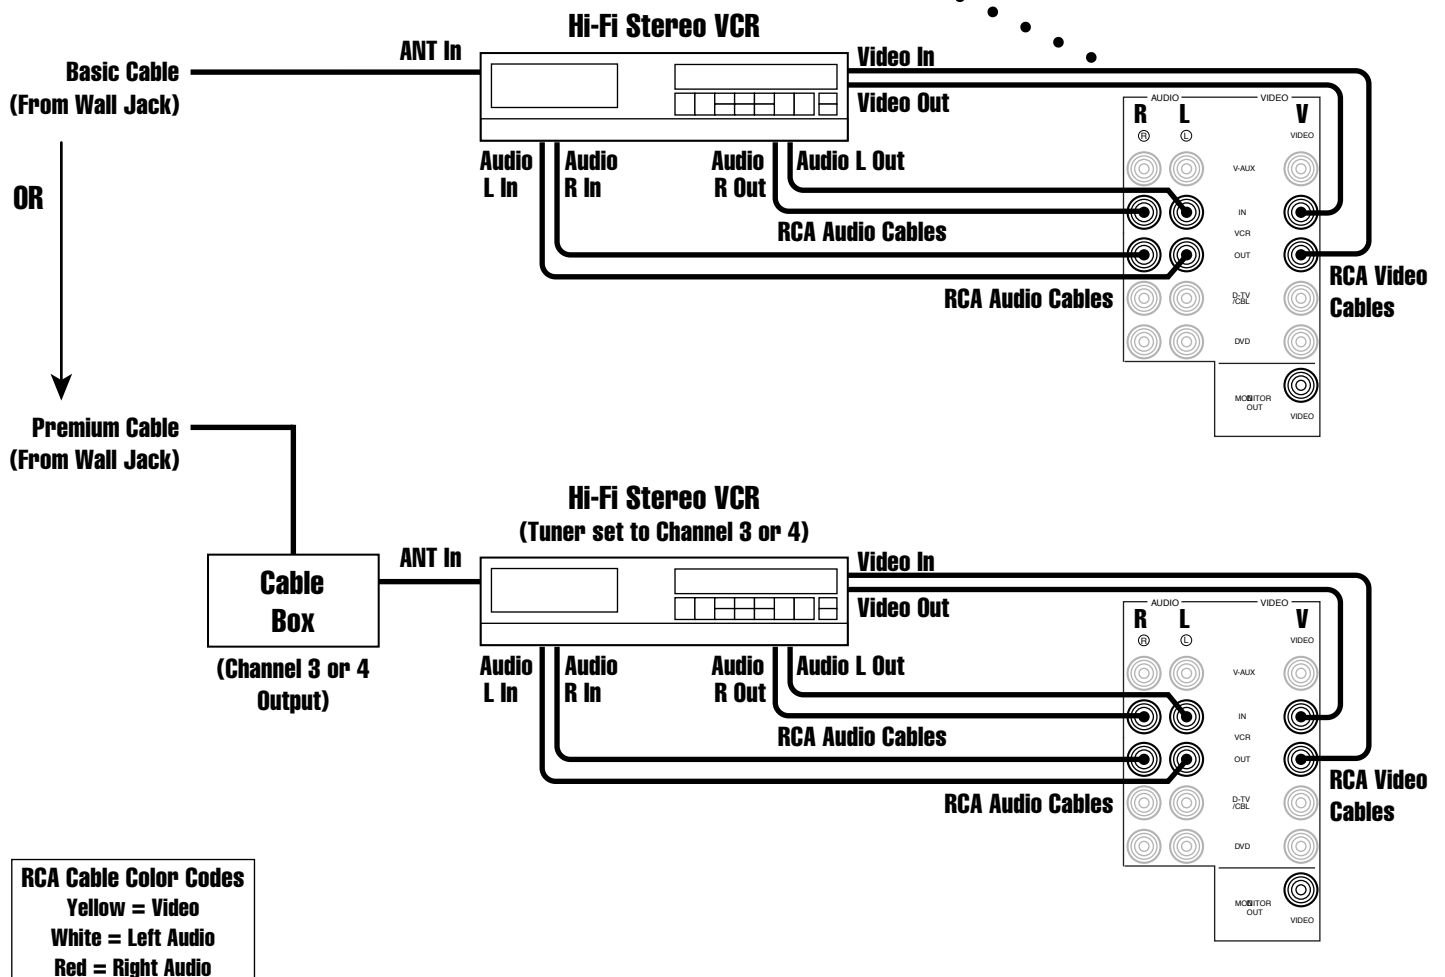 Hi-Fi Stereo VCR
ANT In
Video In
Basic Cable
(From Wall Jack)
Video Out
AUDIO
VIDEO
R
L
V
R
L
VIDEO
Audio
L In
Audio
R In
Audio
R Out
Audio L Out
V-AUX
OR
IN
RCA Audio Cables
VCR
OUT
RCA Audio Cables
RCA Video
Cables
D-TV
/CBL
DVD
MONITOR
OUT
VIDEO
Premium Cable
(From Wall Jack)
Hi-Fi Stereo VCR
(Tuner set to Channel 3 or 4)
ANT In
Video In
Cable
Box
Video Out
(Channel 3 or 4
Output)
AUDIO
VIDEO
R
L
V
R
L
VIDEO
Audio
L In
Audio
R In
Audio
R Out
Audio L Out
V-AUX
IN
RCA Audio Cables
VCR
OUT
RCA Audio Cables
RCA Video
Cables
D-TV
/CBL
DVD
MONITOR
OUT
VIDEO
RCA Cable Color Codes
Yellow = Video
White = Left Audio
Red = Right Audio